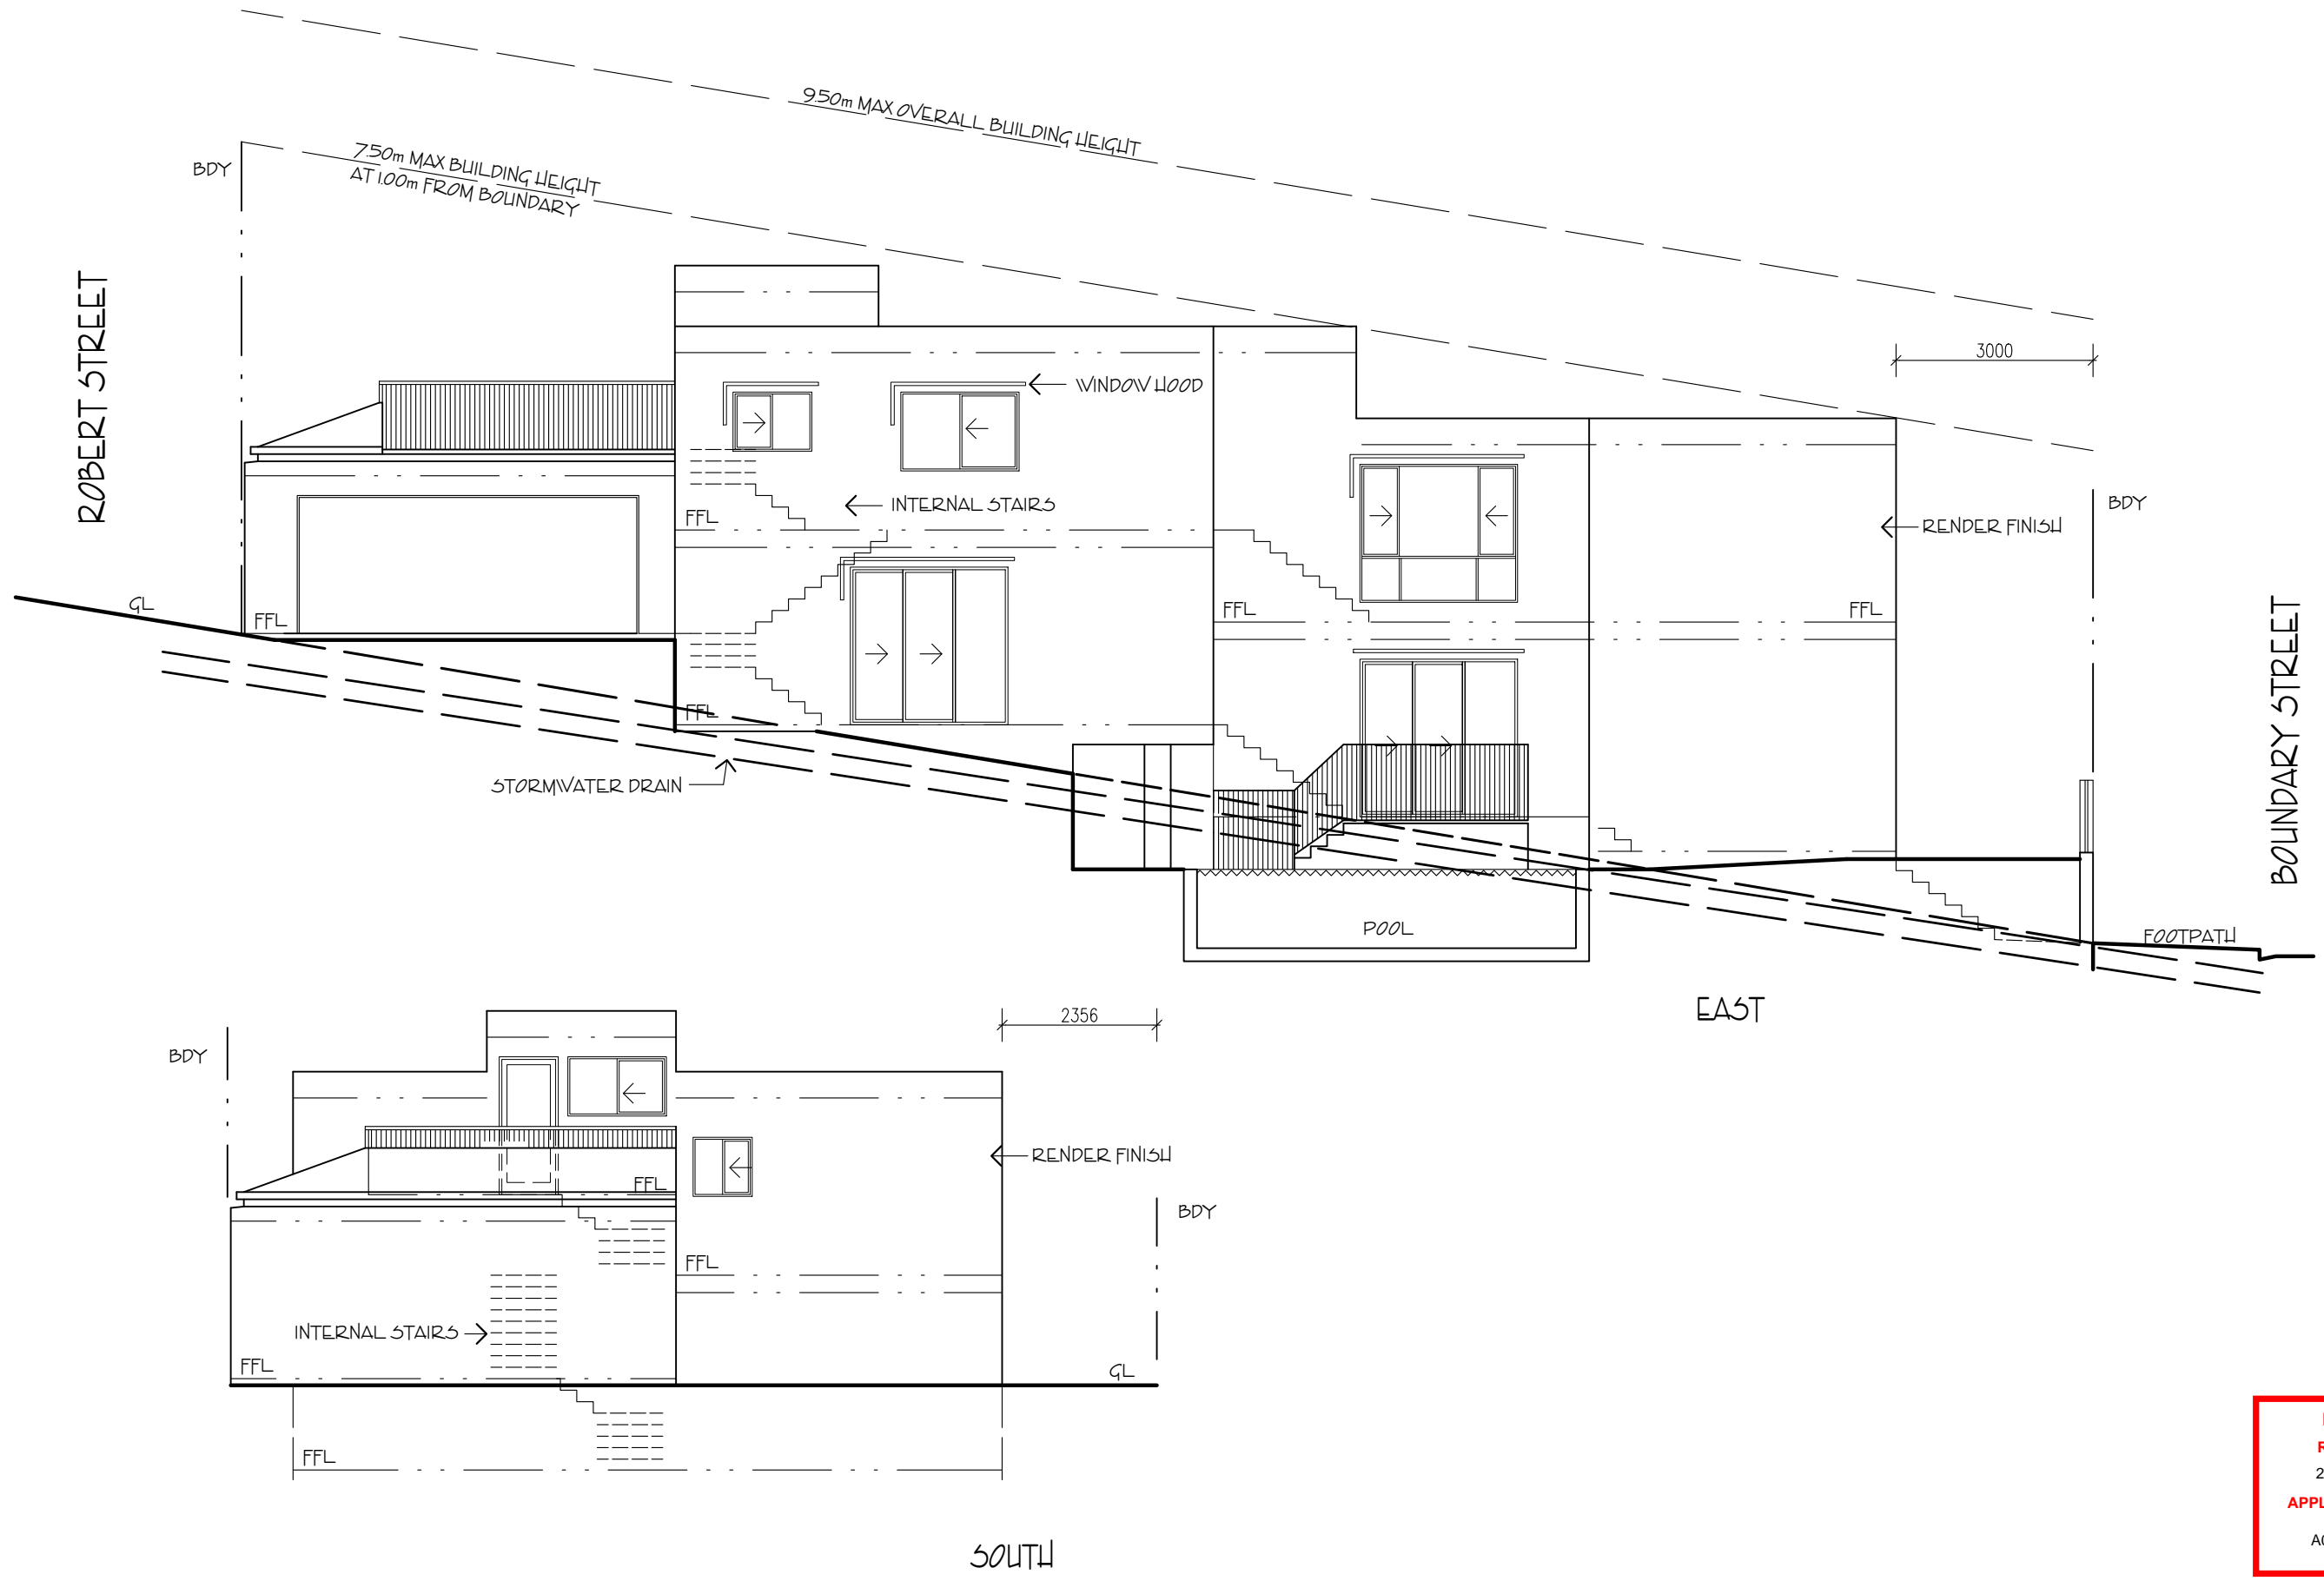 9.50m MAX OVERALL BUILDING HEIGHT
7.50m MAX BUILDING HEIGHT
AT 1.00m FROM BOUNDARY
BDY
ROBERT STREET
3000
WINDOW HOOD
INTERNAL STAIRS
FFL
BDY
RENDER FINISH
GL
FFL
FFL
FFL
FFL
BOUNDARY STREET
STORMWATER DRAIN
POOL
FOOTPATH
EAST
2356
BDY
RENDER FINISH
FFL
BDY
FFL
INTERNAL STAIRS
FFL
GL
FFL
SOUTH